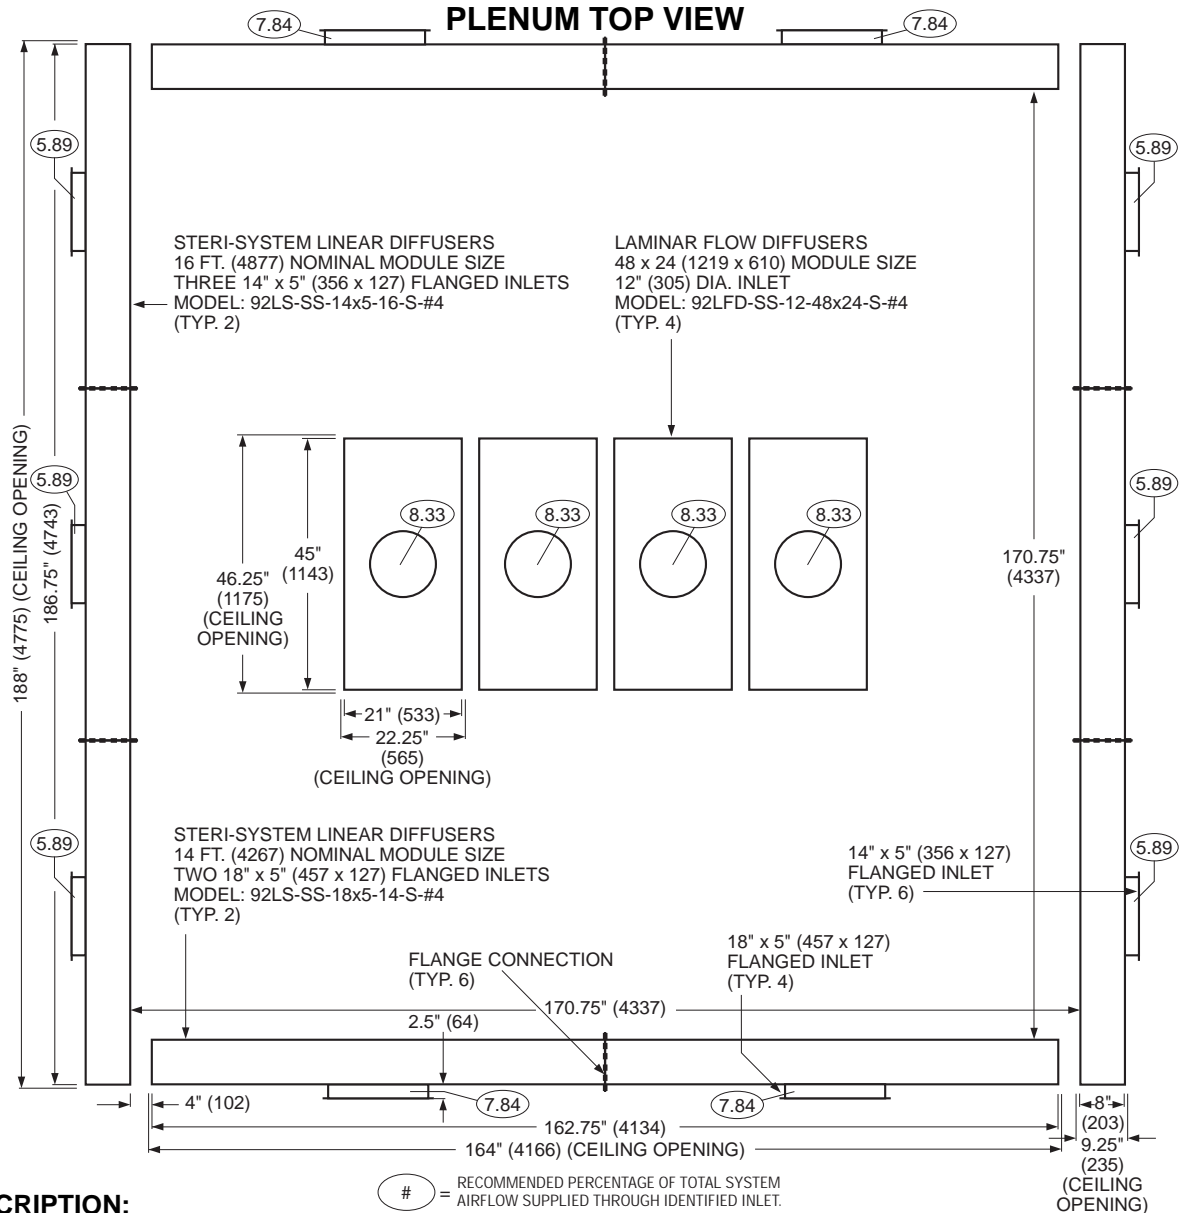 PLENUM TOP VIEW
7.84
7.84
5.89
5.89
STERI-SYSTEM LINEAR DIFFUSERS
16 FT. (4877) NOMINAL MODULE SIZE
THREE 14" x 5" (356 x 127) FLANGED INLETS
MODEL: 92LS-SS-14x5-16-S-#4
(TYP. 2)
LAMINAR FLOW DIFFUSERS
48 x 24 (1219 x 610) MODULE SIZE
12" (305) DIA. INLET
MODEL: 92LFD-SS-12-48x24-S-#4
(TYP. 4)
188" (4775) (CEILING OPENING)
186.75" (4743)
5.89
5.89
8.33
8.33
8.33
8.33
45"
(1143)
46.25"
(1175)
(CEILING
OPENING)
170.75"
(4337)
21" (533)
22.25"
(565)
(CEILING OPENING)
5.89
5.89
STERI-SYSTEM LINEAR DIFFUSERS
14 FT. (4267) NOMINAL MODULE SIZE
TWO 18" x 5" (457 x 127) FLANGED INLETS
MODEL: 92LS-SS-18x5-14-S-#4
(TYP. 2)
14" x 5" (356 x 127)
FLANGED INLET
(TYP. 6)
18" x 5" (457 x 127)
FLANGED INLET
(TYP. 4)
FLANGE CONNECTION
(TYP. 6)
170.75" (4337)
2.5" (64)
4" (102)
7.84
7.84
8"
(203)
9.25"
(235)
(CEILING
OPENING)
162.75" (4134)
164" (4166) (CEILING OPENING)
# = RECOMMENDED PERCENTAGE OF TOTAL SYSTEM
AIRFLOW SUPPLIED THROUGH IDENTIFIED INLET.
CRIPTION: